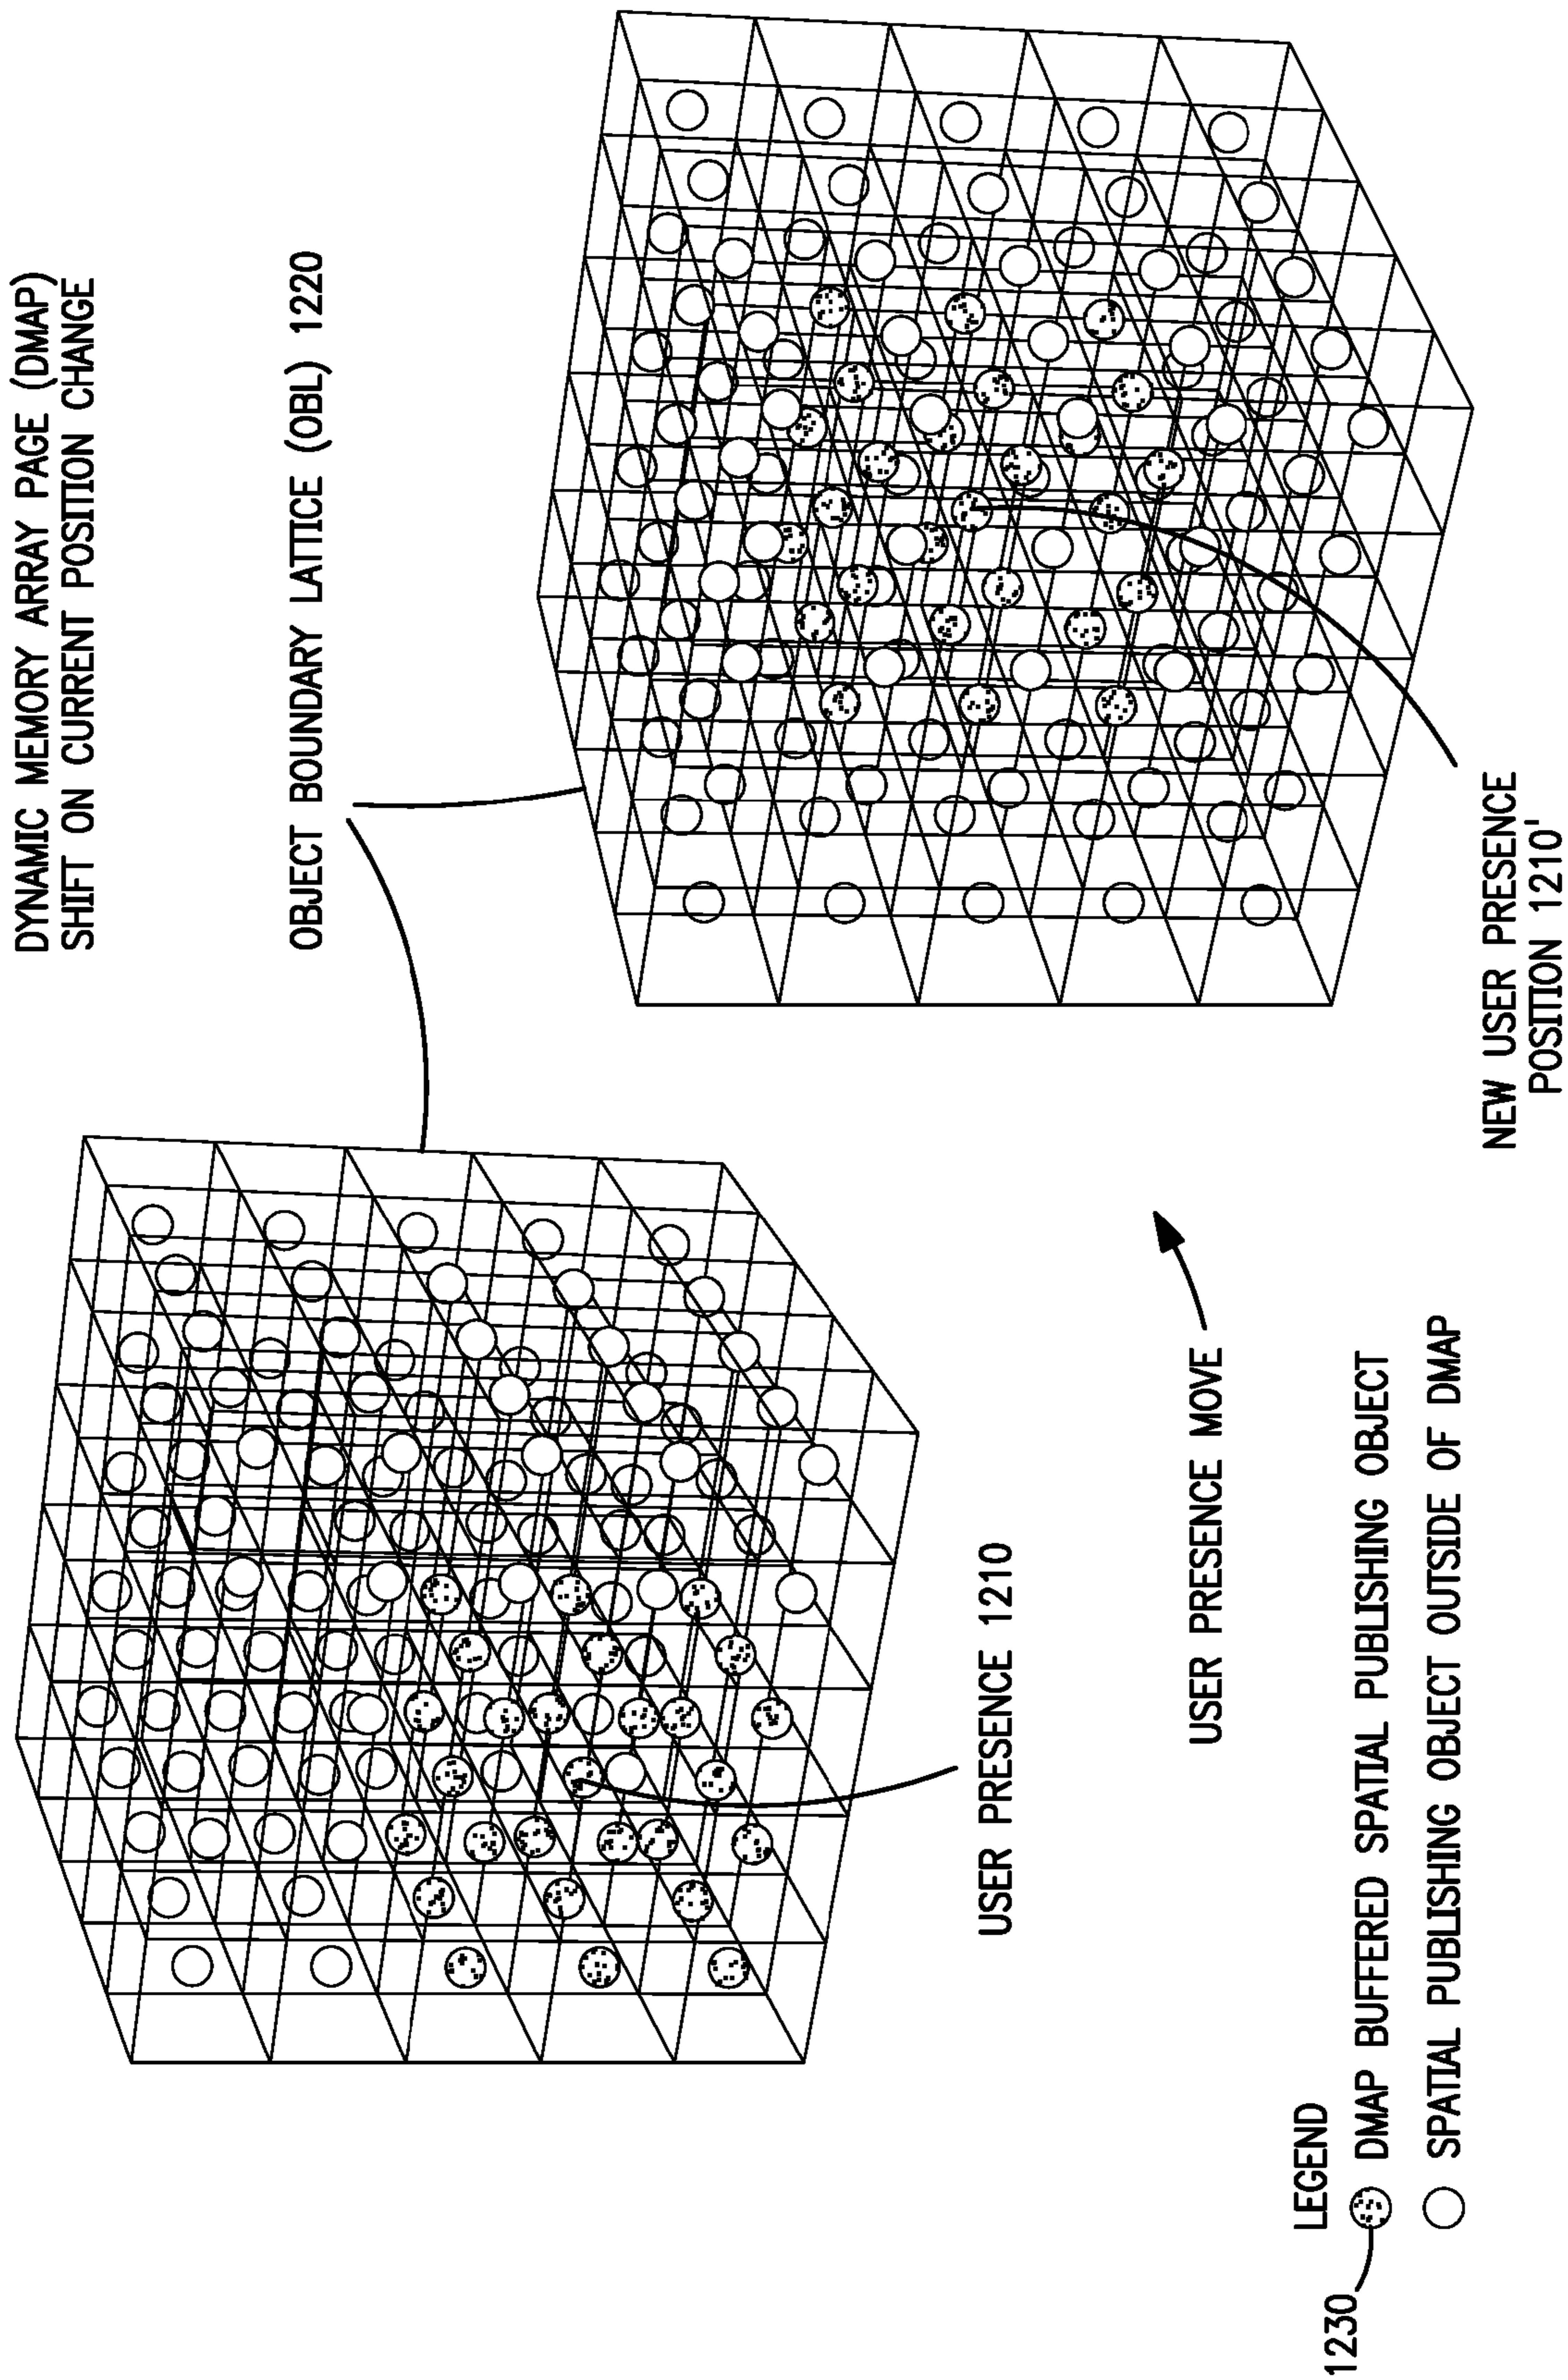 DYNAMIC MEMORY ARRAY PAGE (DMAP)
SHIFT ON CURRENT POSITION CHANGE
OBJECT BOUNDARY LATTICE (OBL) 1220
USER PRESENCE 1210
USER PRESENCE MOVE
NEW USER PRESENCE
POSITION 1210'
LEGEND
1230
DMAP BUFFERED SPATIAL PUBLISHING OBJECT
SPATIAL PUBLISHING OBJECT OUTSIDE OF DMAP